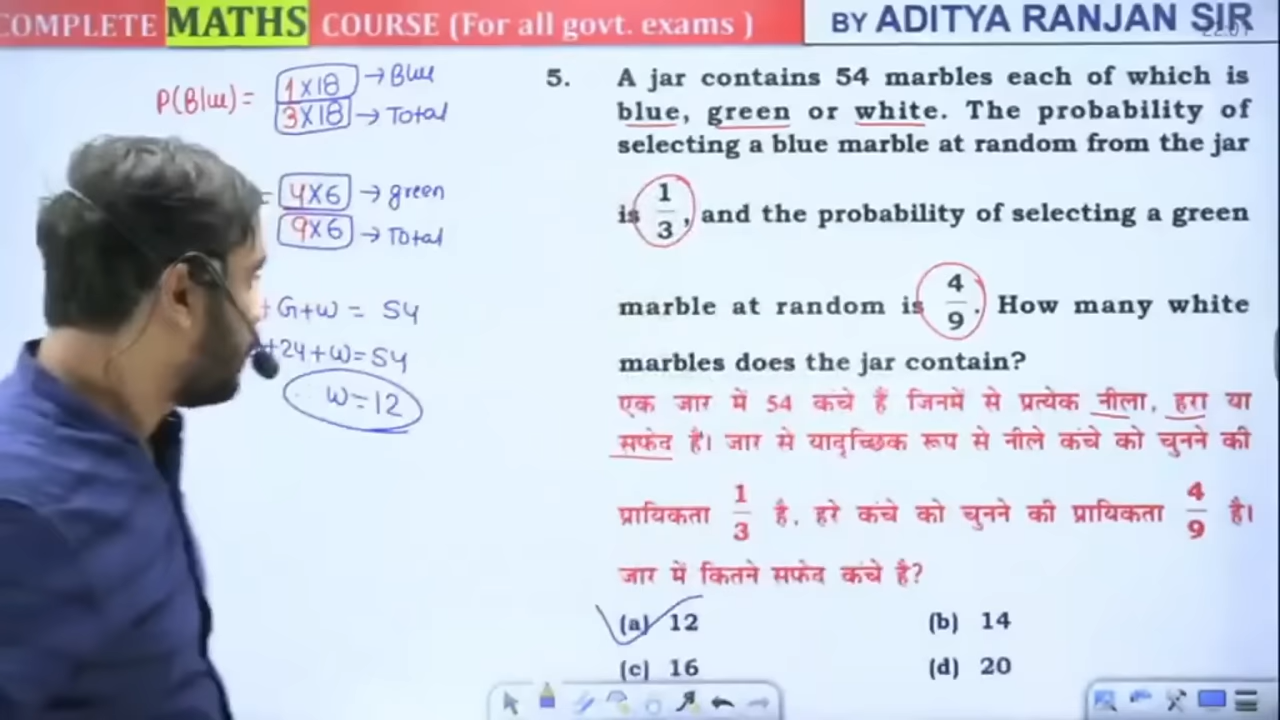 COMPLETE MATHS COURSE (For all govt. exams )
BY ADITYA RANJAN SIR
P(Blue) = 1×18 → Blue
3×18 → Total
= 4×6 → green
9×6 → Total
+ G+W = 54
+24+W=54
W=12
5. A jar contains 54 marbles each of which is
blue, green or white. The probability of
selecting a blue marble at random from the jar
is 1/3, and the probability of selecting a green
marble at random is 4/9. How many white
marbles does the jar contain?
एक जार में 54 कंचे हैं जिनमें से प्रत्येक नीला, हरा या
सफेद है। जार से यादृच्छिक रूप से नीले कंचे को चुनने की
प्रायिकता 1/3 है, हरे कंचे को चुनने की प्रायिकता 4/9 है।
जार में कितने सफेद कंचे है?
(a) 12 (b) 14
(c) 16 (d) 20